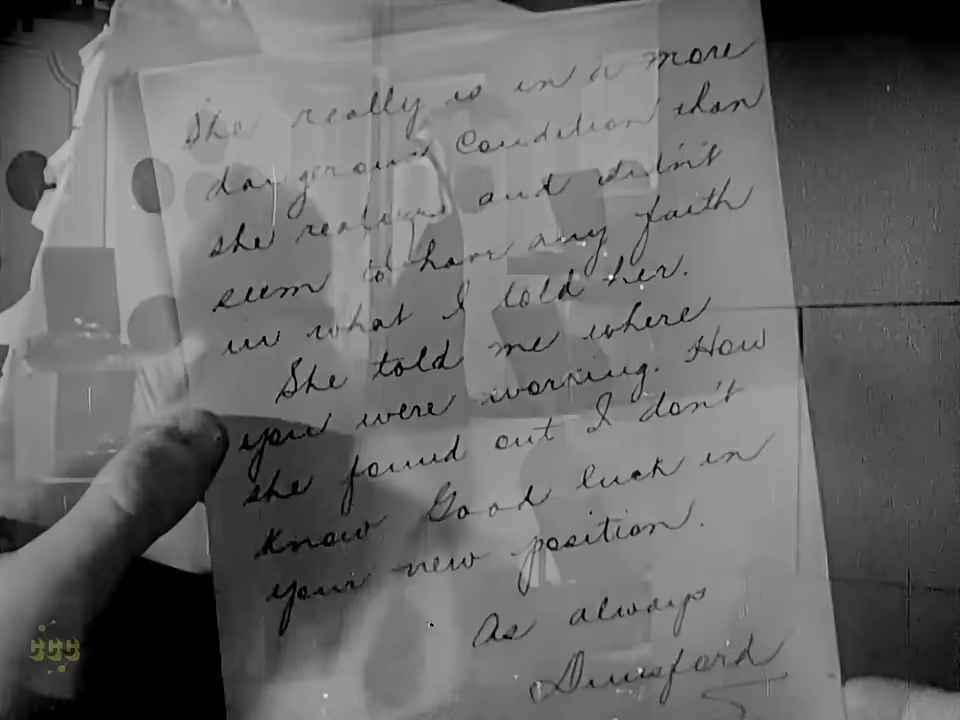 She really is in a more
dangerous condition than
she realizes and didn't
seem to have any faith
in what I told her.
She told me where
you were working. How
she found out I don't
know. Good luck in
your new position.
As always
Dunsford
CCC